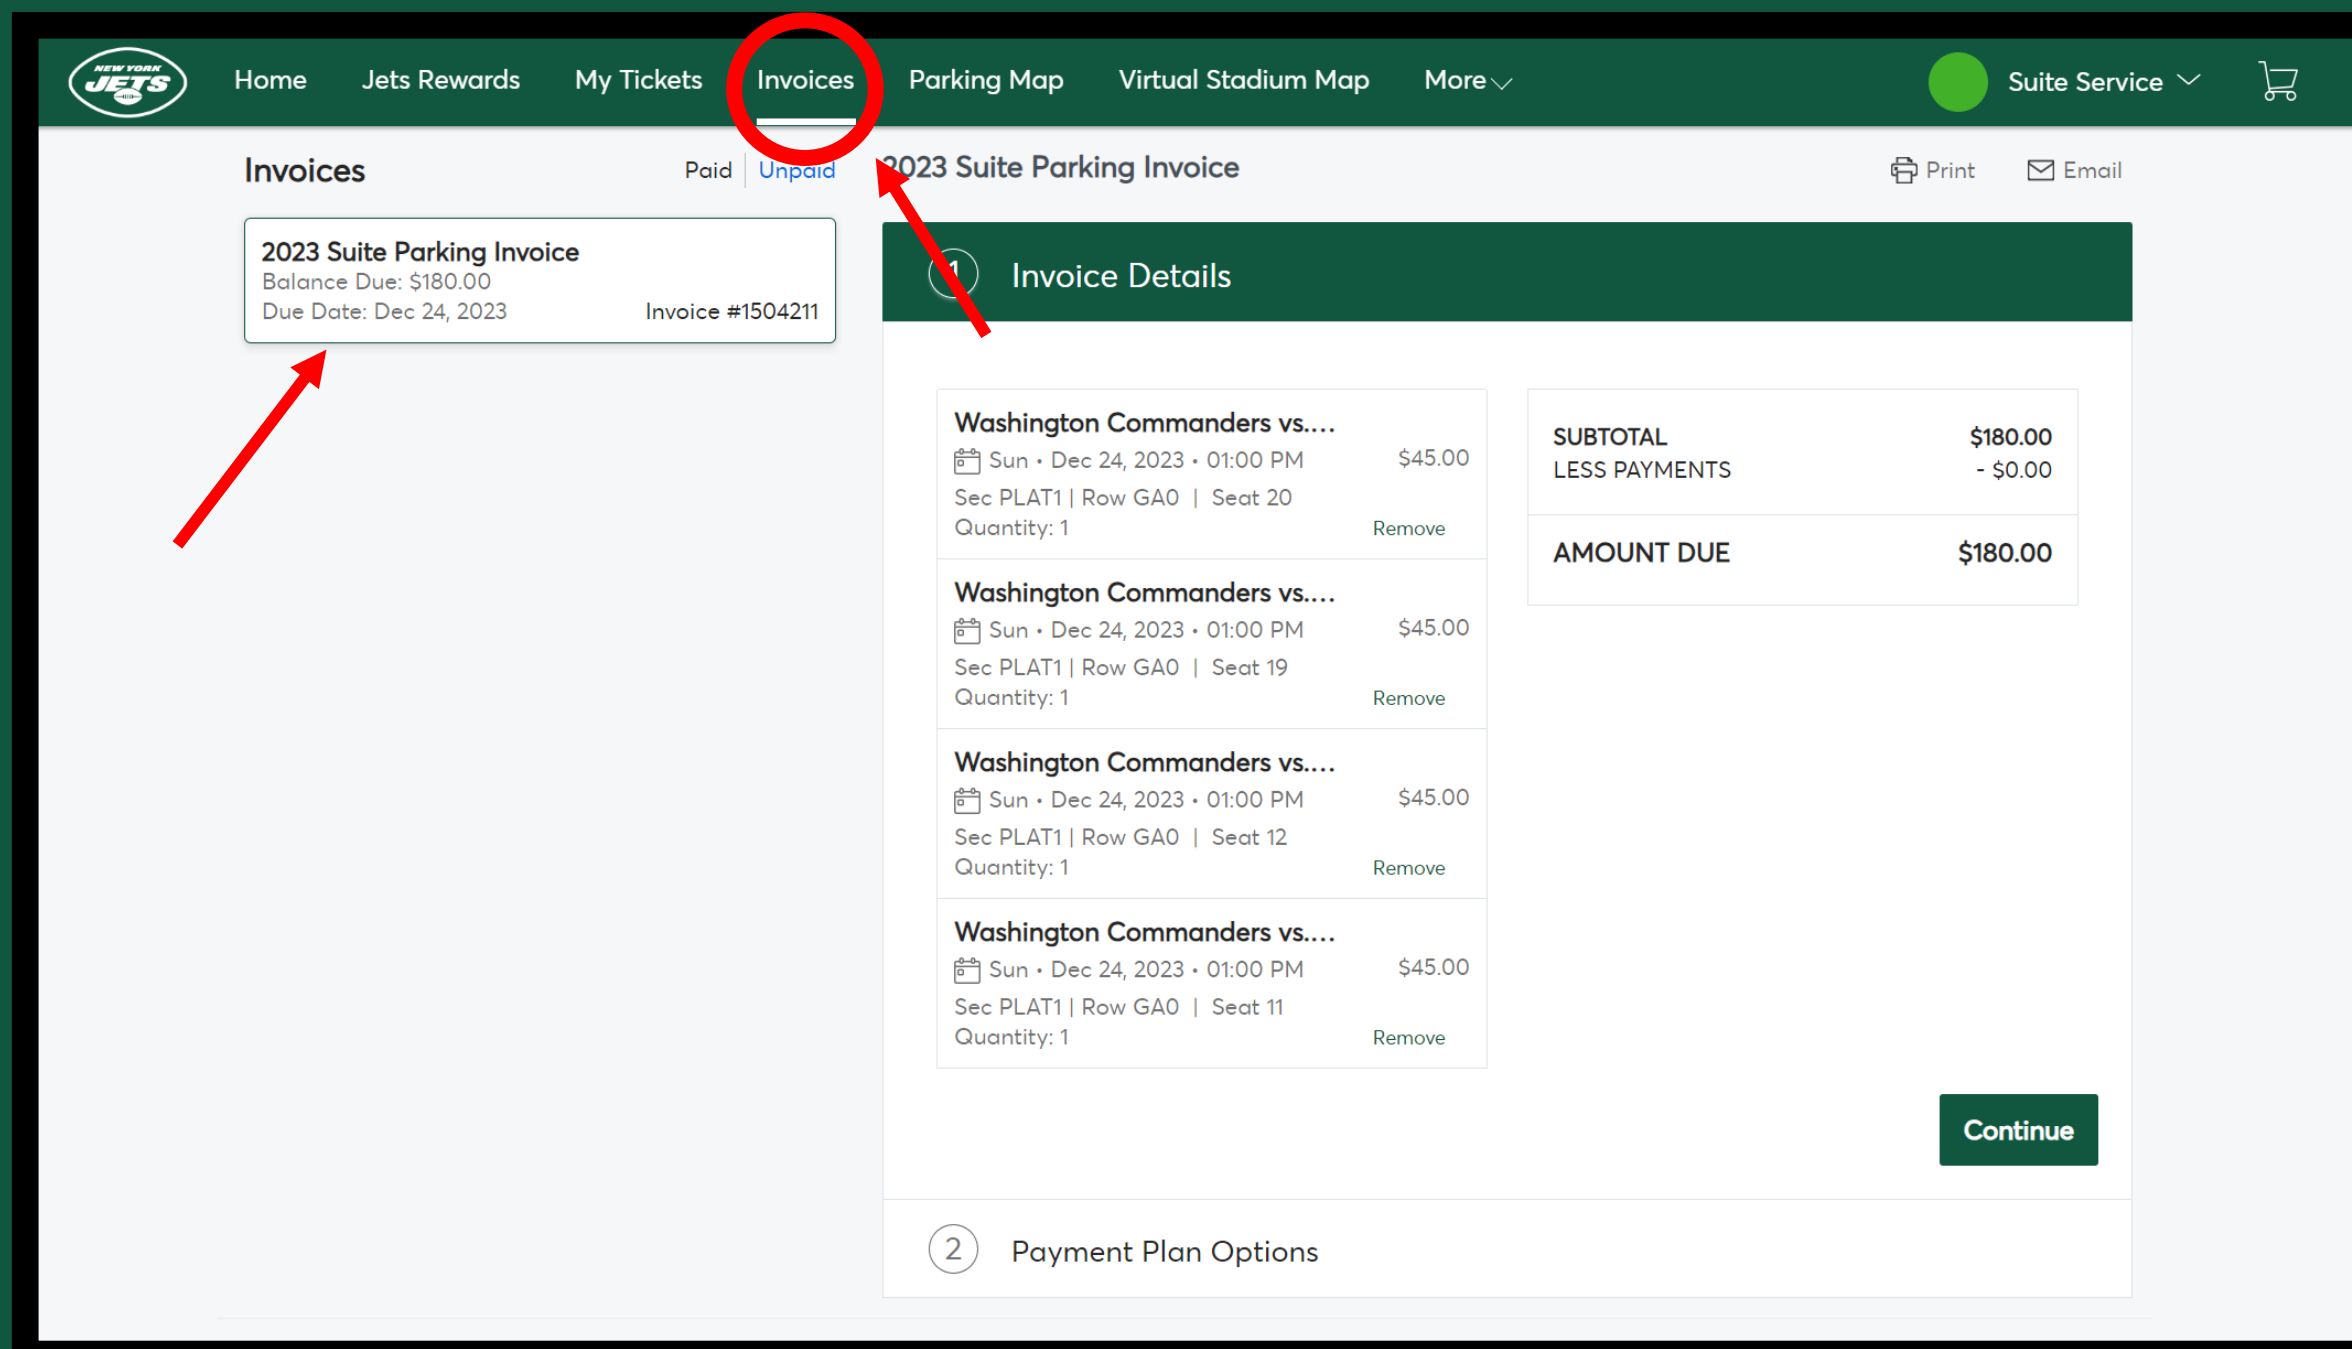 NEW YORK
JETS
Home Jets Rewards My Tickets Invoices Parking Map Virtual Stadium Map More Suite Service
Invoices Paid Unpaid
2023 Suite Parking Invoice
Balance Due: $180.00
Due Date: Dec 24, 2023 Invoice #1504211
2023 Suite Parking Invoice Print Email
1 Invoice Details
Washington Commanders vs....
Sun • Dec 24, 2023 • 01:00 PM $45.00
Sec PLAT1 | Row GA0 | Seat 20
Quantity: 1 Remove
Washington Commanders vs....
Sun • Dec 24, 2023 • 01:00 PM $45.00
Sec PLAT1 | Row GA0 | Seat 19
Quantity: 1 Remove
Washington Commanders vs....
Sun • Dec 24, 2023 • 01:00 PM $45.00
Sec PLAT1 | Row GA0 | Seat 12
Quantity: 1 Remove
Washington Commanders vs....
Sun • Dec 24, 2023 • 01:00 PM $45.00
Sec PLAT1 | Row GA0 | Seat 11
Quantity: 1 Remove
SUBTOTAL $180.00
LESS PAYMENTS - $0.00
AMOUNT DUE $180.00
Continue
2 Payment Plan Options